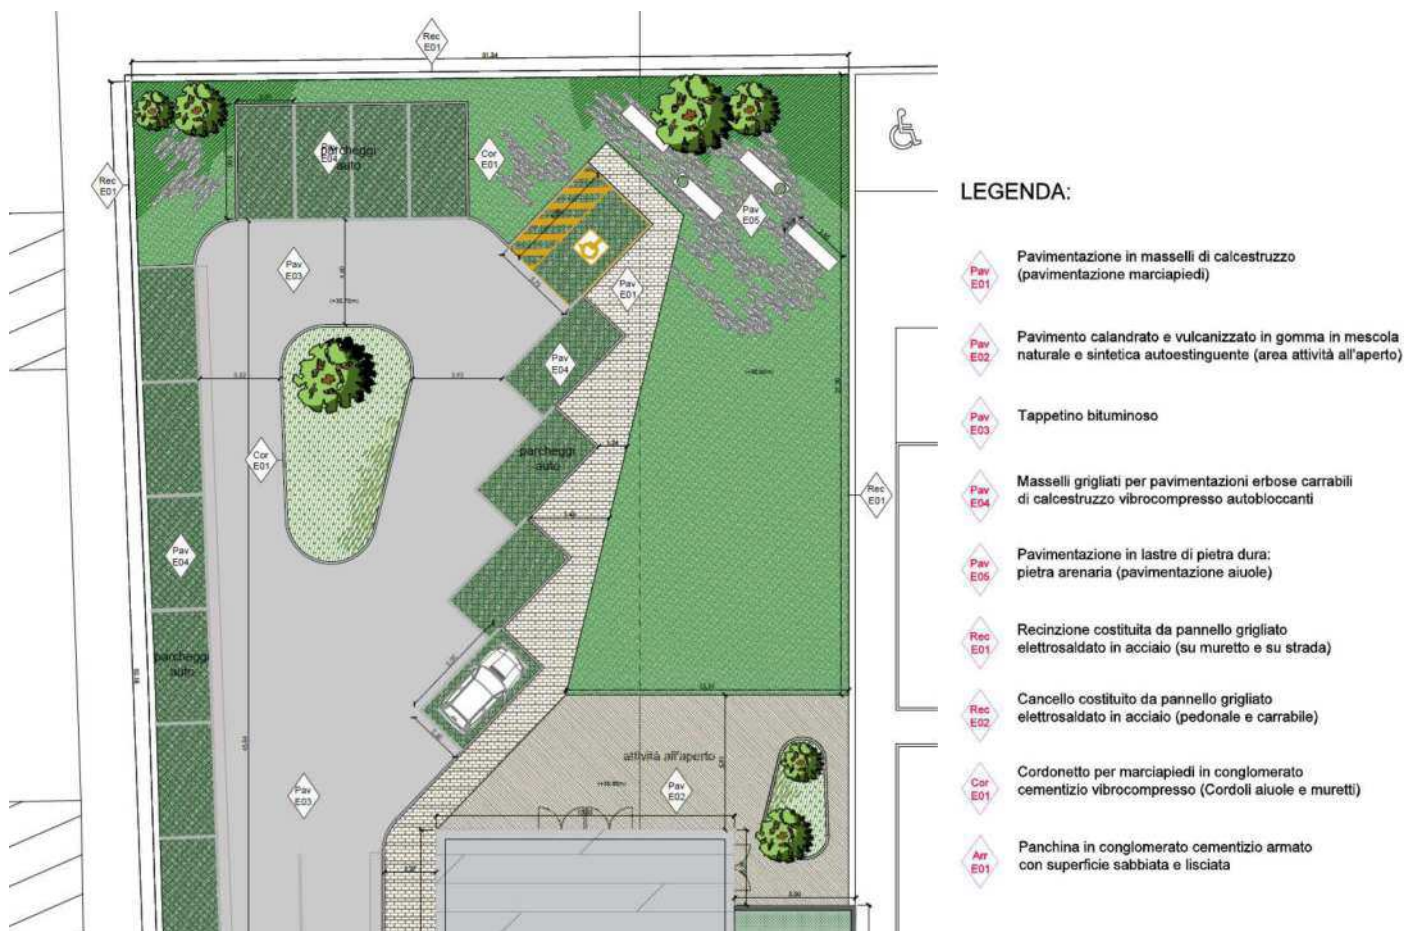 Rec
E01
Rec
E01
Pav
E04
parcheggi
auto
Cor
E01
Pav
E05
Pav
E03
Pav
E01
Pav
E04
Cor
E01
parcheggi
auto
Rec
E01
Pav
E04
parcheggi
auto
attività all'aperto
Pav
E03
Pav
E02
LEGENDA:
Pav
E01
Pavimentazione in masselli di calcestruzzo
(pavimentazione marciapiedi)
Pav
E02
Pavimento calandrato e vulcanizzato in gomma in mescola
naturale e sintetica autoestinguente (area attività all'aperto)
Pav
E03
Tappetino bituminoso
Pav
E04
Masselli grigliati per pavimentazioni erbose carrabili
di calcestruzzo vibrocompresso autobloccanti
Pav
E05
Pavimentazione in lastre di pietra dura:
pietra arenaria (pavimentazione aiuole)
Rec
E01
Recinzione costituita da pannello grigliato
elettrosaldato in acciaio (su muretto e su strada)
Rec
E02
Cancello costituito da pannello grigliato
elettrosaldato in acciaio (pedonale e carrabile)
Cor
E01
Cordonetto per marciapiedi in conglomerato
cementizio vibrocompresso (Cordoli aiuole e muretti)
Arr
E01
Panchina in conglomerato cementizio armato
con superficie sabbiata e lisciata